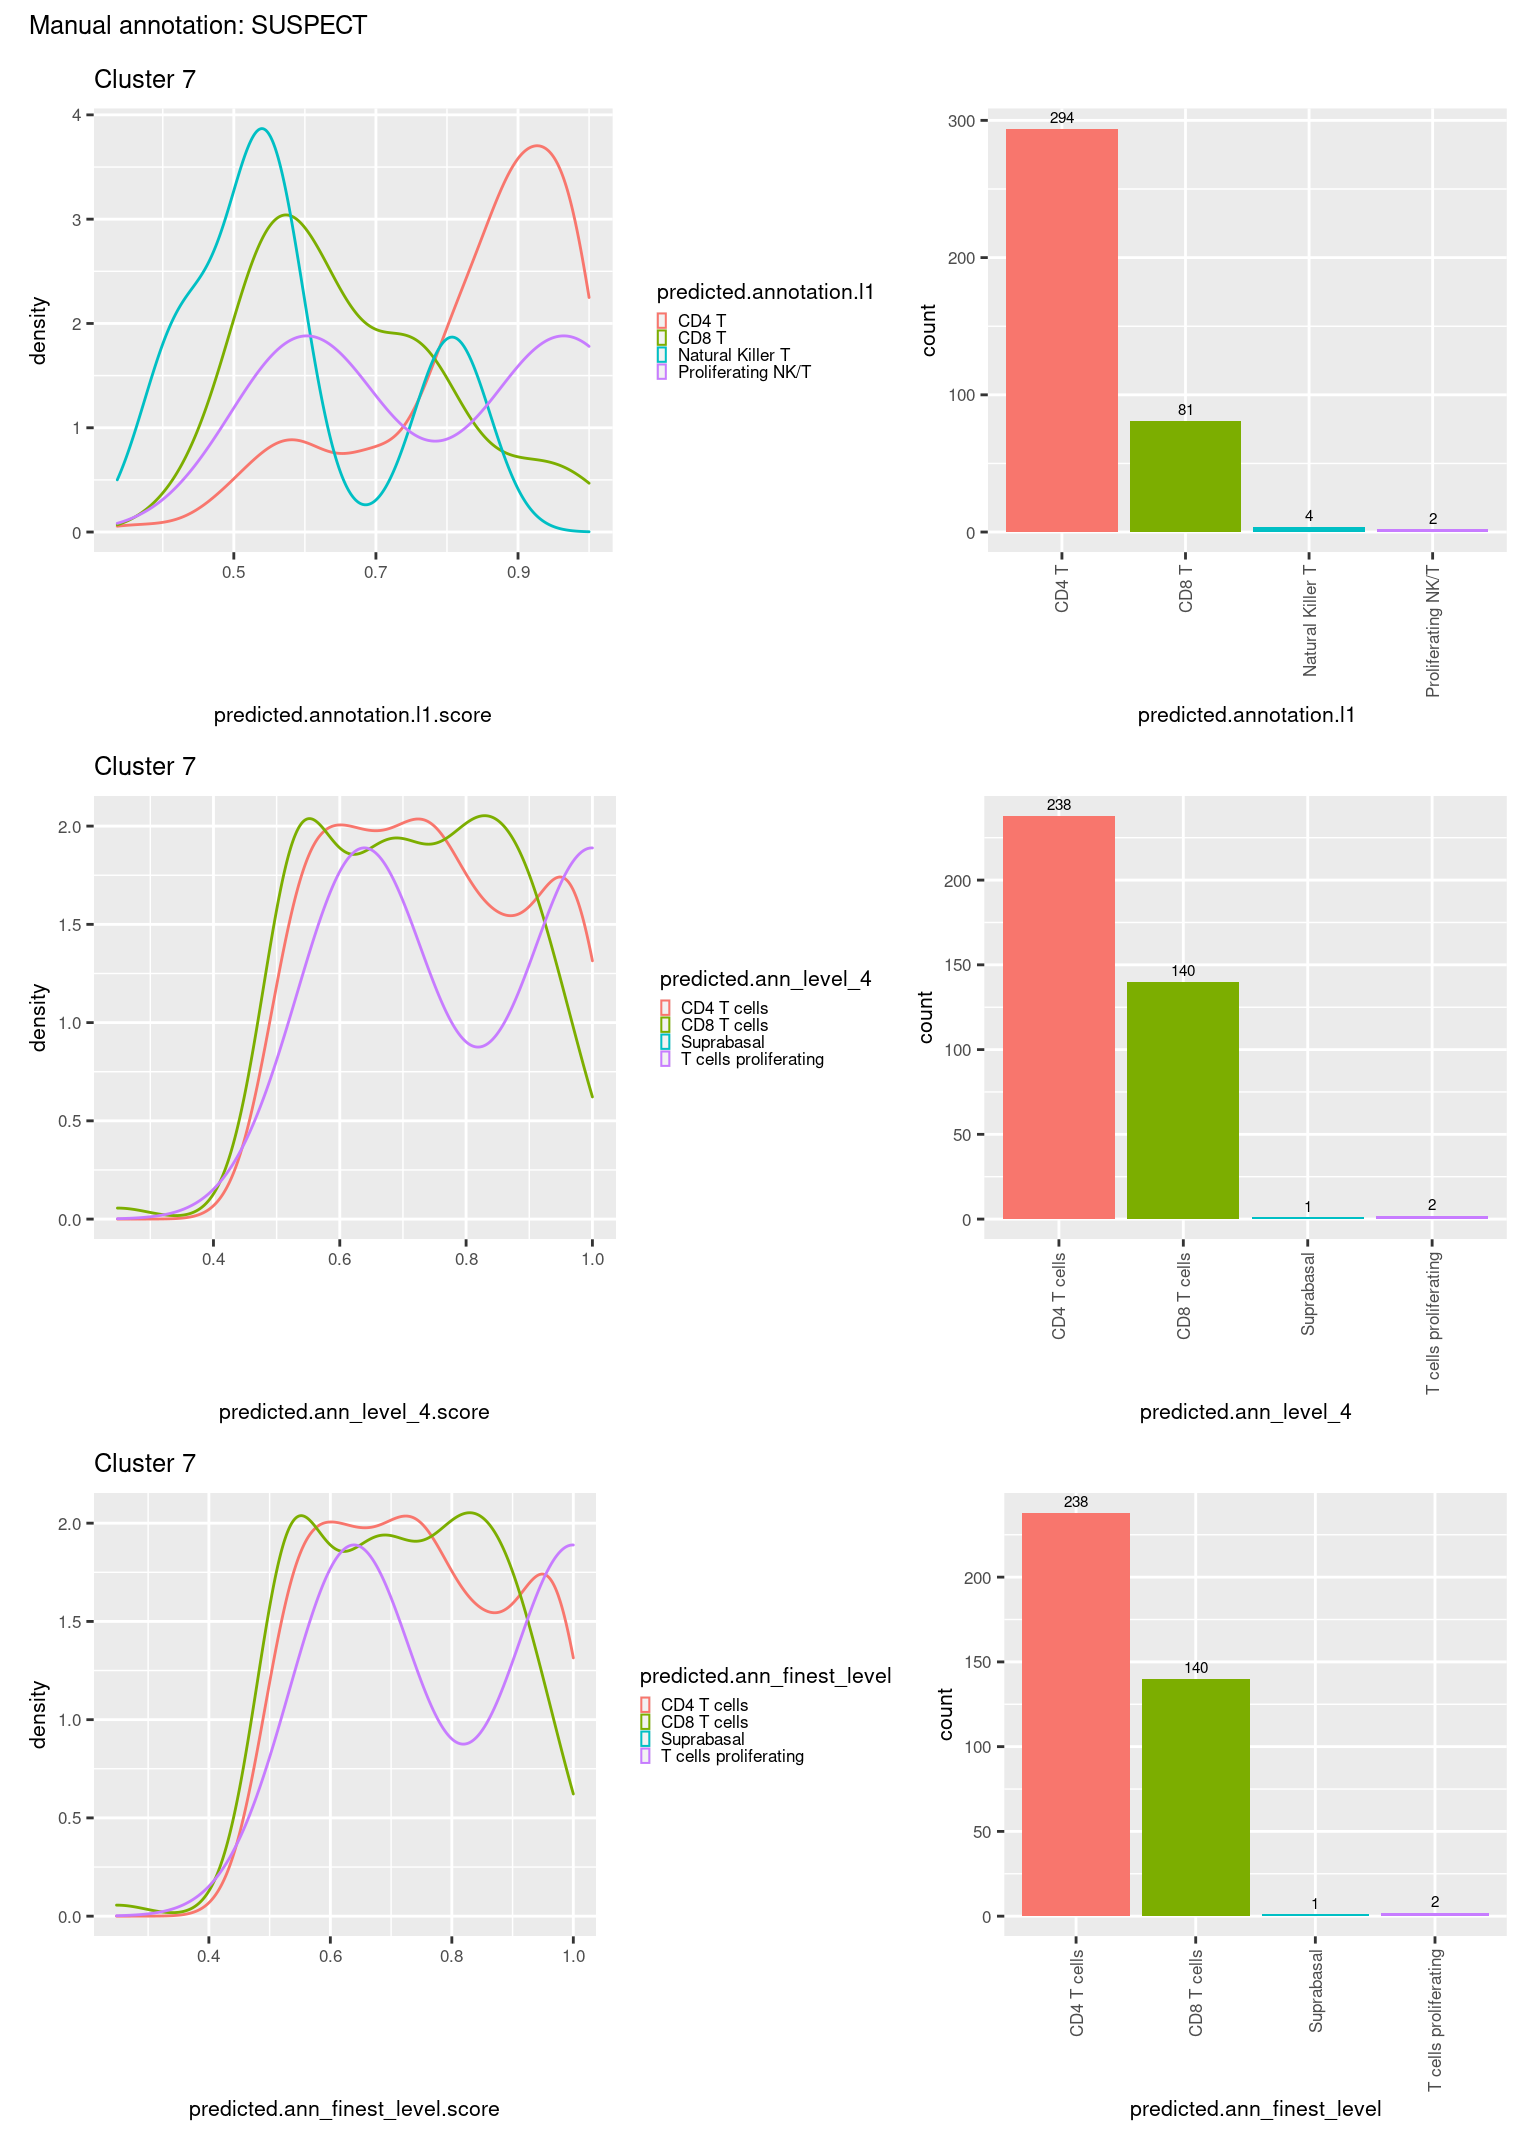 Manual annotation: SUSPECT
Cluster 7
4
3
2
1
0
density
0.5 0.7 0.9
predicted.annotation.l1.score
predicted.annotation.l1
CD4 T
CD8 T
Natural Killer T
Proliferating NK/T
300
200
100
0
count
294
81
4
2
CD4 T
CD8 T
Natural Killer T
Proliferating NK/T
predicted.annotation.l1
Cluster 7
2.0
1.5
1.0
0.5
0.0
density
0.4 0.6 0.8 1.0
predicted.ann_level_4.score
predicted.ann_level_4
CD4 T cells
CD8 T cells
Suprabasal
T cells proliferating
200
150
100
50
0
count
238
140
1
2
CD4 T cells
CD8 T cells
Suprabasal
T cells proliferating
predicted.ann_level_4
Cluster 7
2.0
1.5
1.0
0.5
0.0
density
0.4 0.6 0.8 1.0
predicted.ann_finest_level.score
predicted.ann_finest_level
CD4 T cells
CD8 T cells
Suprabasal
T cells proliferating
200
150
100
50
0
count
238
140
1
2
CD4 T cells
CD8 T cells
Suprabasal
T cells proliferating
predicted.ann_finest_level